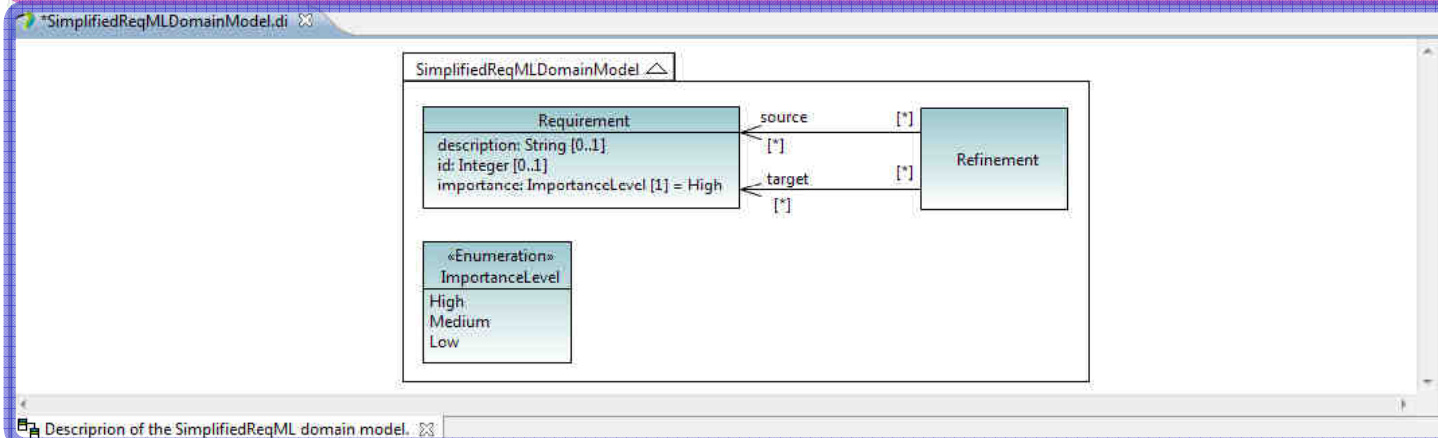 *SimplifiedReqMLDomainModel.di
SimplifiedReqMLDomainModel
Requirement
description: String [0..1]
id: Integer [0..1]
importance: ImportanceLevel [1] = High
source
[*]
[*]
target
[*]
[*]
Refinement
«Enumeration»
ImportanceLevel
High
Medium
Low
Descriprion of the SimplifiedReqML domain model.